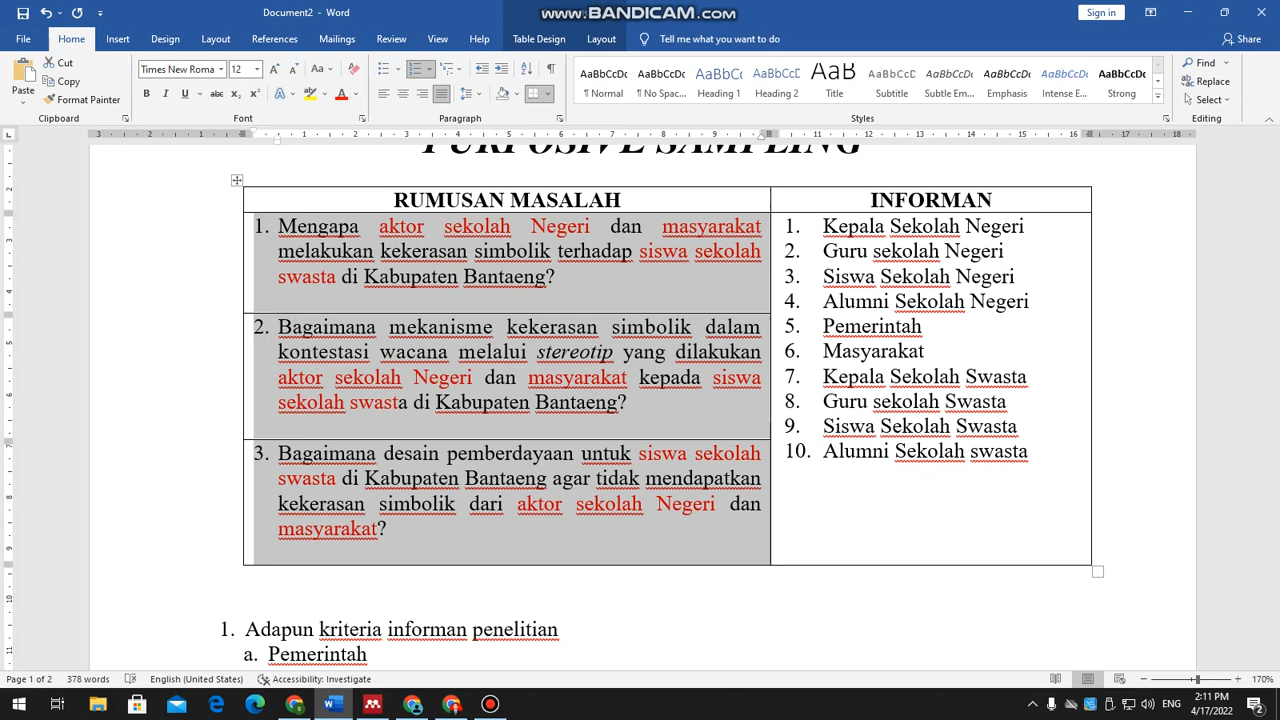 Document2 - Word
www.BANDICAM.com
Sign in
File Home Insert Design Layout References Mailings Review View Help Table Design Layout Tell me what you want to do Share
Paste
Cut
Copy
Format Painter
Clipboard
Times New Roma 12
Font
Paragraph
AaBbCcDc ¶ Normal
AaBbCcDc ¶ No Spac...
AaBbCc Heading 1
AaBbCcC Heading 2
AaB Title
AaBbCcC Subtitle
AaBbCcDc Subtle Em...
AaBbCcDc Emphasis
AaBbCcDc Intense E...
AaBbCcDc Strong
Styles
Find
Replace
Select
Editing
PURPOSIVE SAMPLING
RUMUSAN MASALAH
1. Mengapa aktor sekolah Negeri dan masyarakat
melakukan kekerasan simbolik terhadap siswa sekolah
swasta di Kabupaten Bantaeng?
2. Bagaimana mekanisme kekerasan simbolik dalam
kontestasi wacana melalui stereotip yang dilakukan
aktor sekolah Negeri dan masyarakat kepada siswa
sekolah swasta di Kabupaten Bantaeng?
3. Bagaimana desain pemberdayaan untuk siswa sekolah
swasta di Kabupaten Bantaeng agar tidak mendapatkan
kekerasan simbolik dari aktor sekolah Negeri dan
masyarakat?
INFORMAN
1. Kepala Sekolah Negeri
2. Guru sekolah Negeri
3. Siswa Sekolah Negeri
4. Alumni Sekolah Negeri
5. Pemerintah
6. Masyarakat
7. Kepala Sekolah Swasta
8. Guru sekolah Swasta
9. Siswa Sekolah Swasta
10. Alumni Sekolah swasta
1. Adapun kriteria informan penelitian
a. Pemerintah
Page 1 of 2 378 words English (United States) Accessibility: Investigate 170%
ENG
2:11 PM
4/17/2022